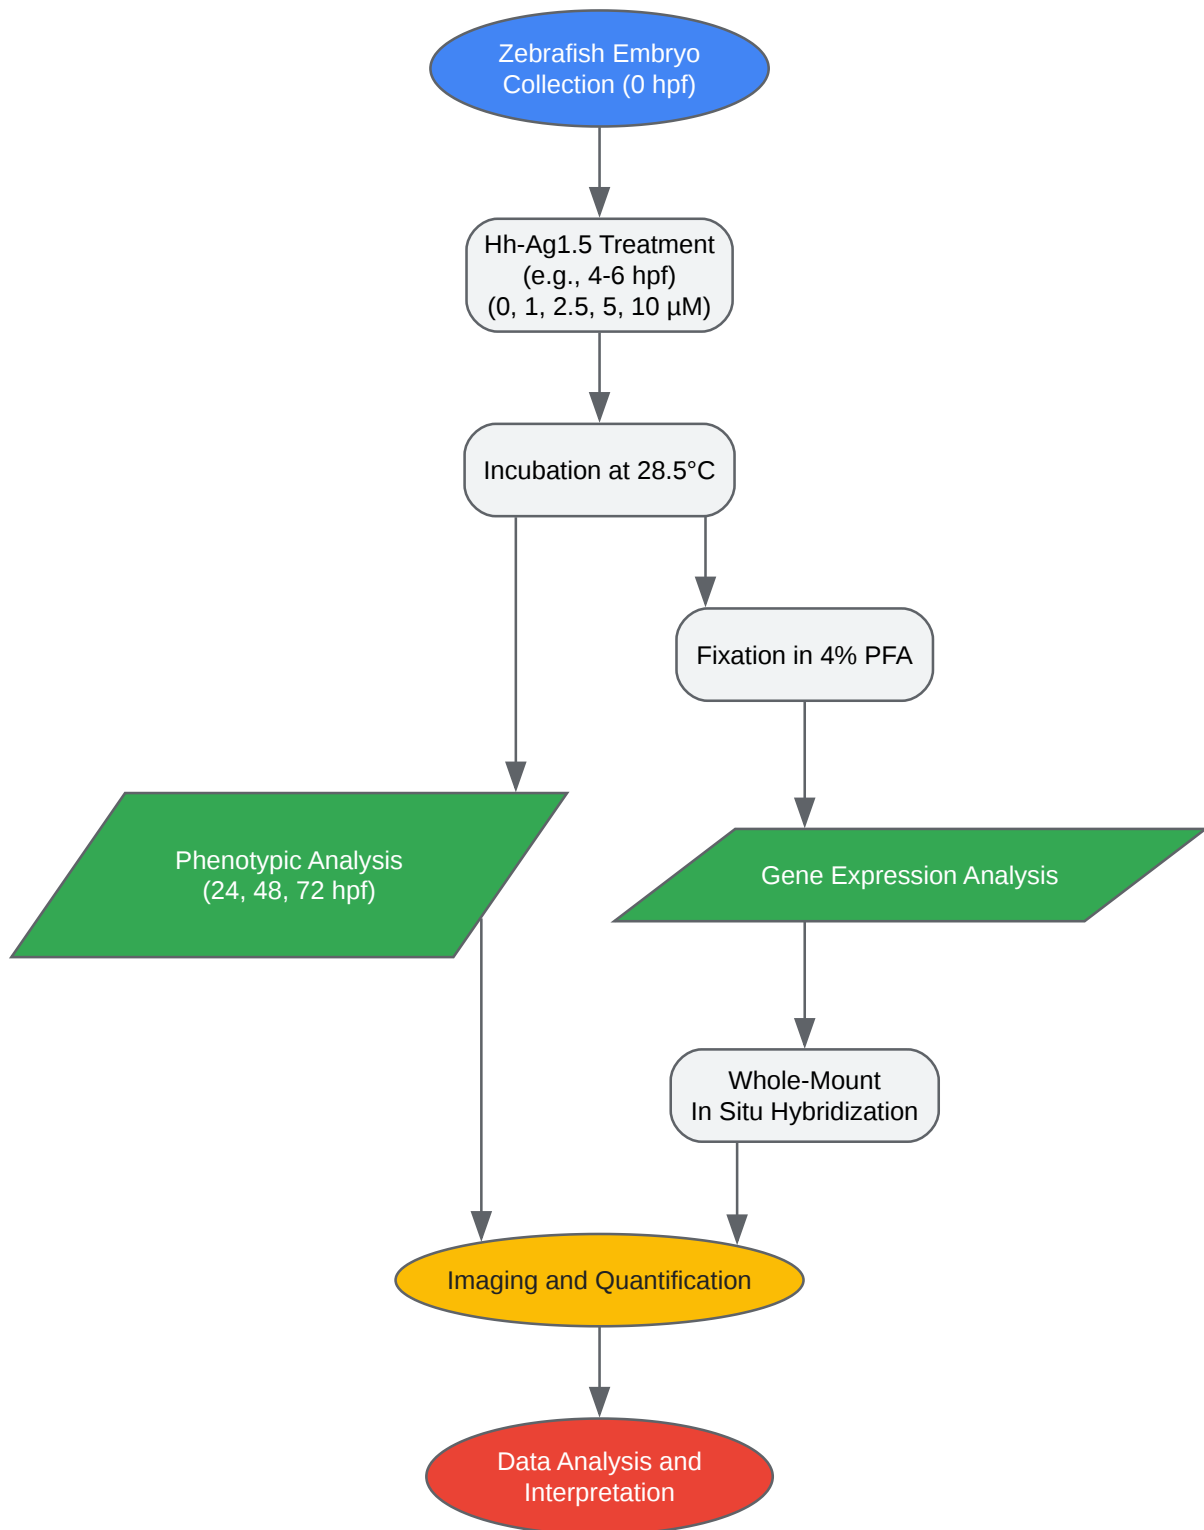 Zebrafish Embryo
Collection (0 hpf)
Hh-Ag1.5 Treatment
(e.g., 4-6 hpf)
(0, 1, 2.5, 5, 10 µM)
Incubation at 28.5°C
Fixation in 4% PFA
Phenotypic Analysis
(24, 48, 72 hpf)
Gene Expression Analysis
Whole-Mount
In Situ Hybridization
Imaging and Quantification
Data Analysis and
Interpretation